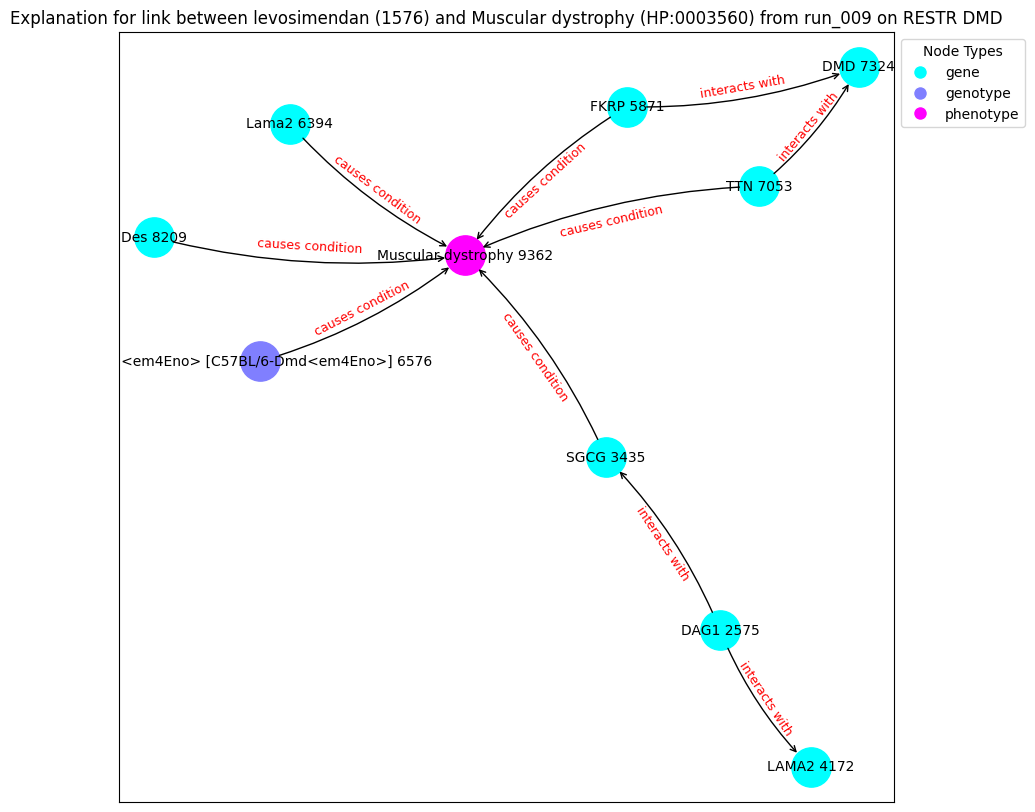 Explanation for link between levosimendan (1576) and Muscular dystrophy (HP:0003560) from run_009 on RESTR DMD
Node Types
gene
genotype
phenotype
DMD 7324
interacts with
FKRP 5871
Lama2 6394
interacts with
causes condition
causes condition
TTN 7053
causes condition
Des 8209
causes condition
Muscular dystrophy 9362
causes condition
<em4Eno> [C57BL/6-Dmd<em4Eno>] 6576
causes condition
SGCG 3435
interacts with
DAG1 2575
interacts with
LAMA2 4172